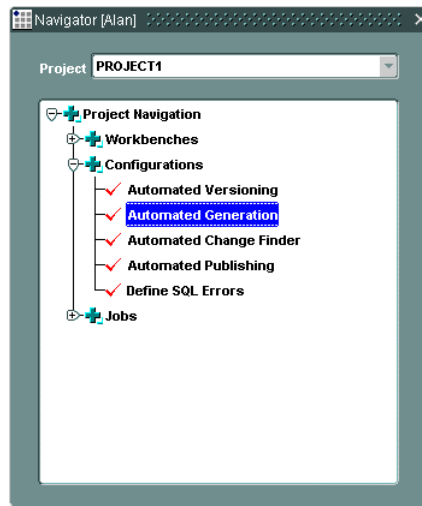 Navigator [Alan]
Project PROJECT1
Project Navigation
Workbenches
Configurations
Automated Versioning
Automated Generation
Automated Change Finder
Automated Publishing
Define SQL Errors
Jobs